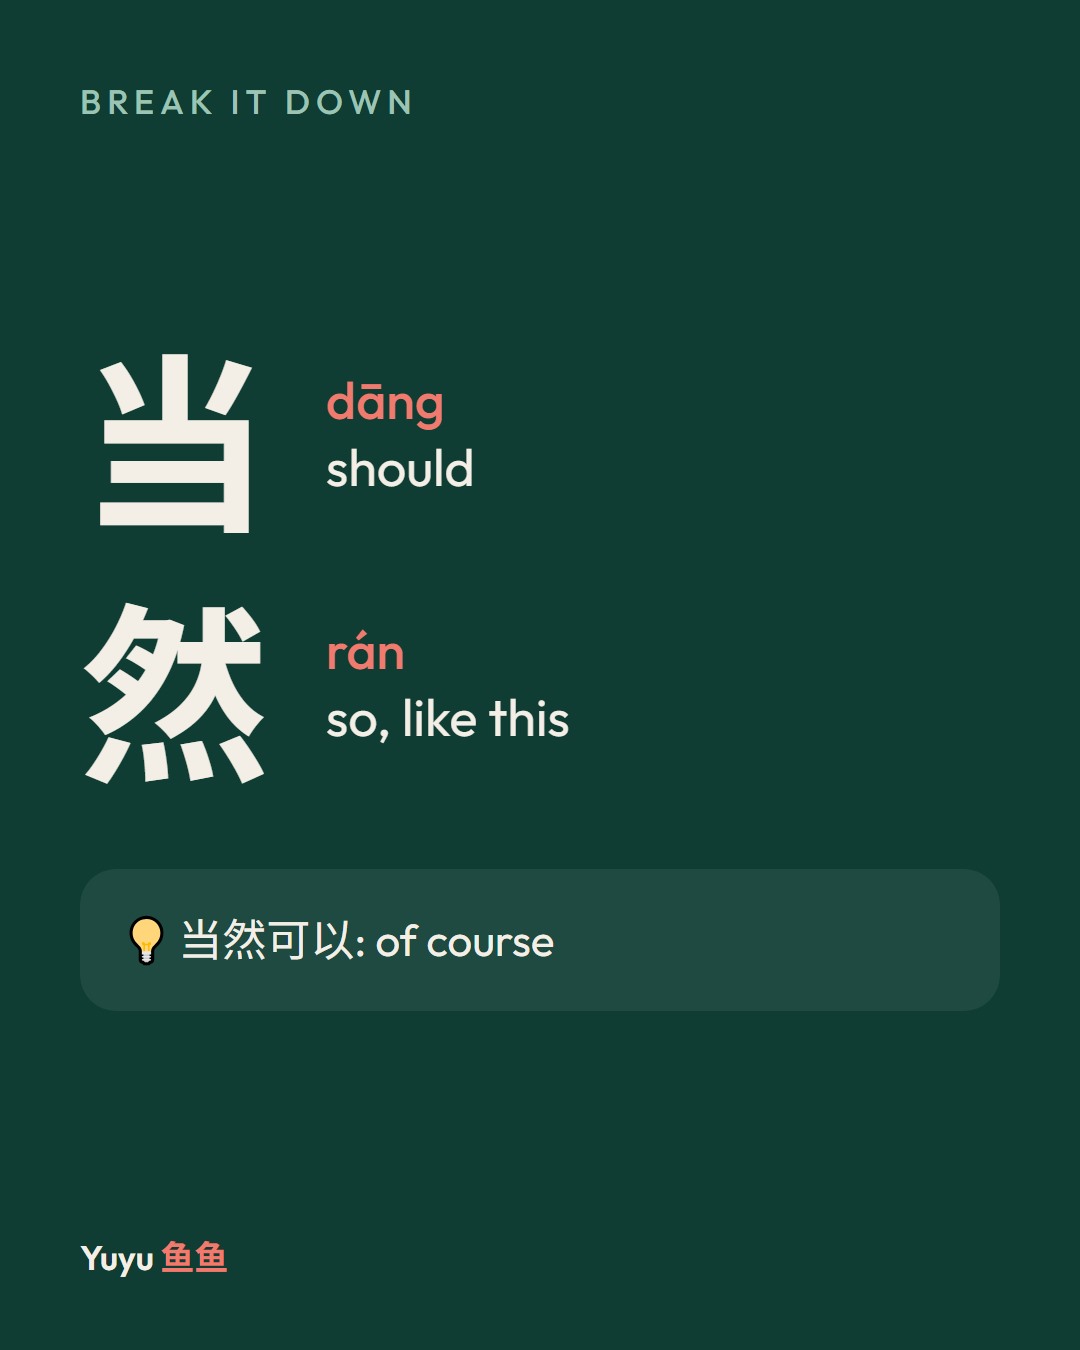 BREAK IT DOWN
当
dāng
should
然
rán
so, like this
💡 当然可以: of course
Yuyu 鱼鱼